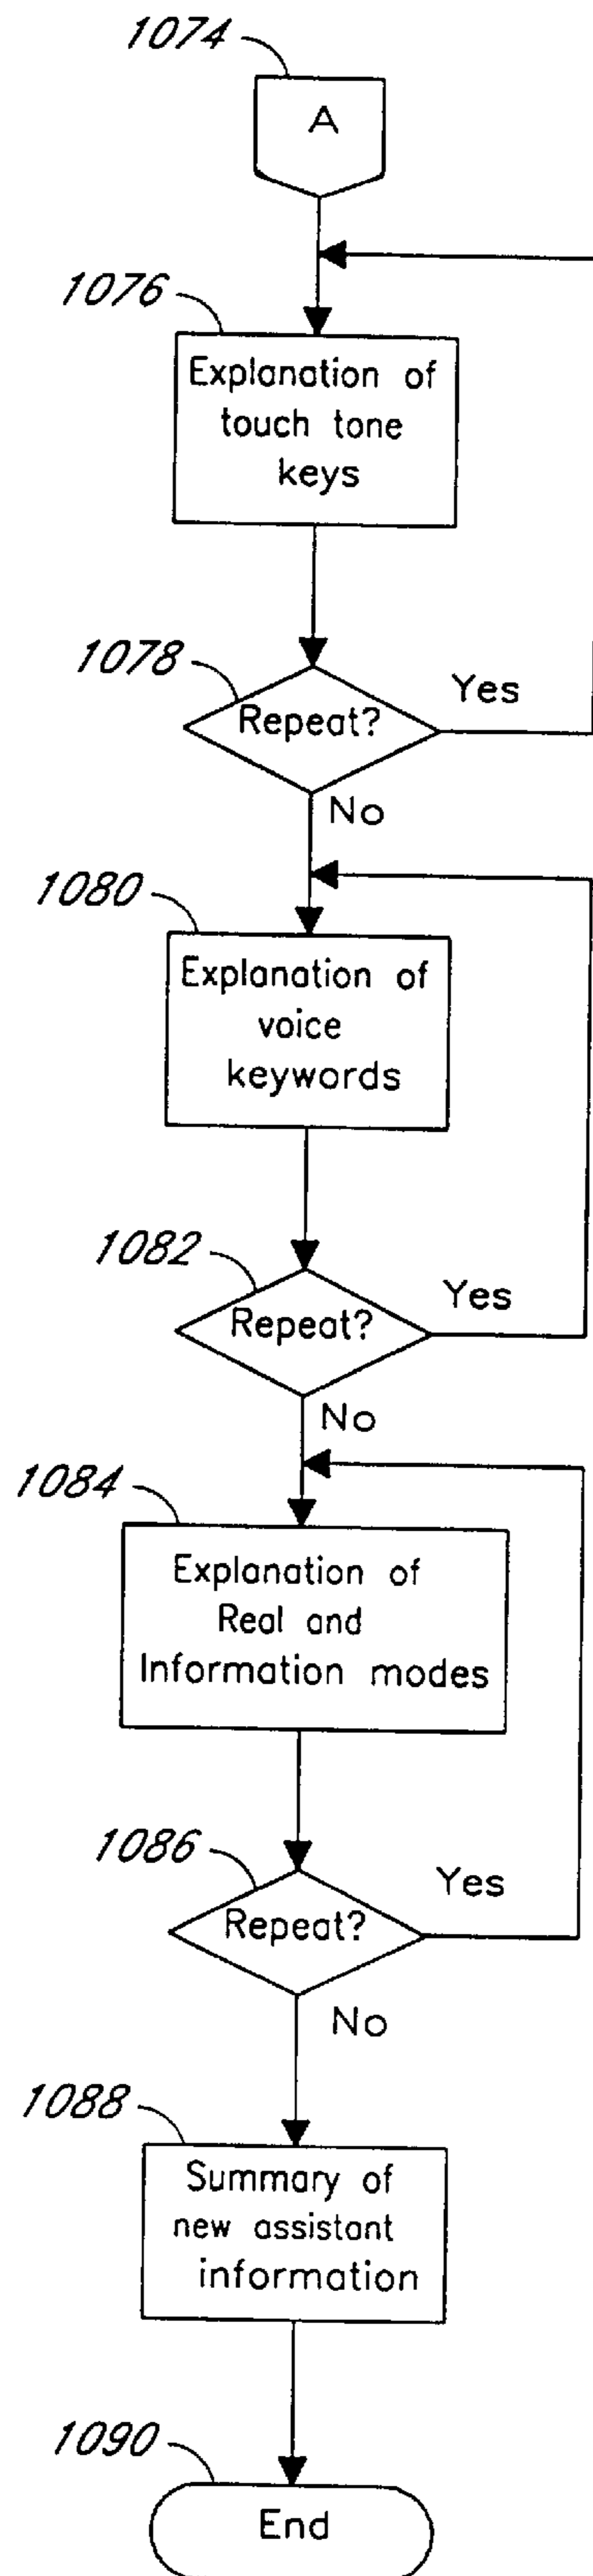 1074
A
1076
Explanation of
touch tone
keys
1078
Repeat?
Yes
No
1080
Explanation of
voice
keywords
1082
Repeat?
Yes
No
1084
Explanation of
Real and
Information modes
1086
Repeat?
Yes
No
1088
Summary of
new assistant
information
1090
End